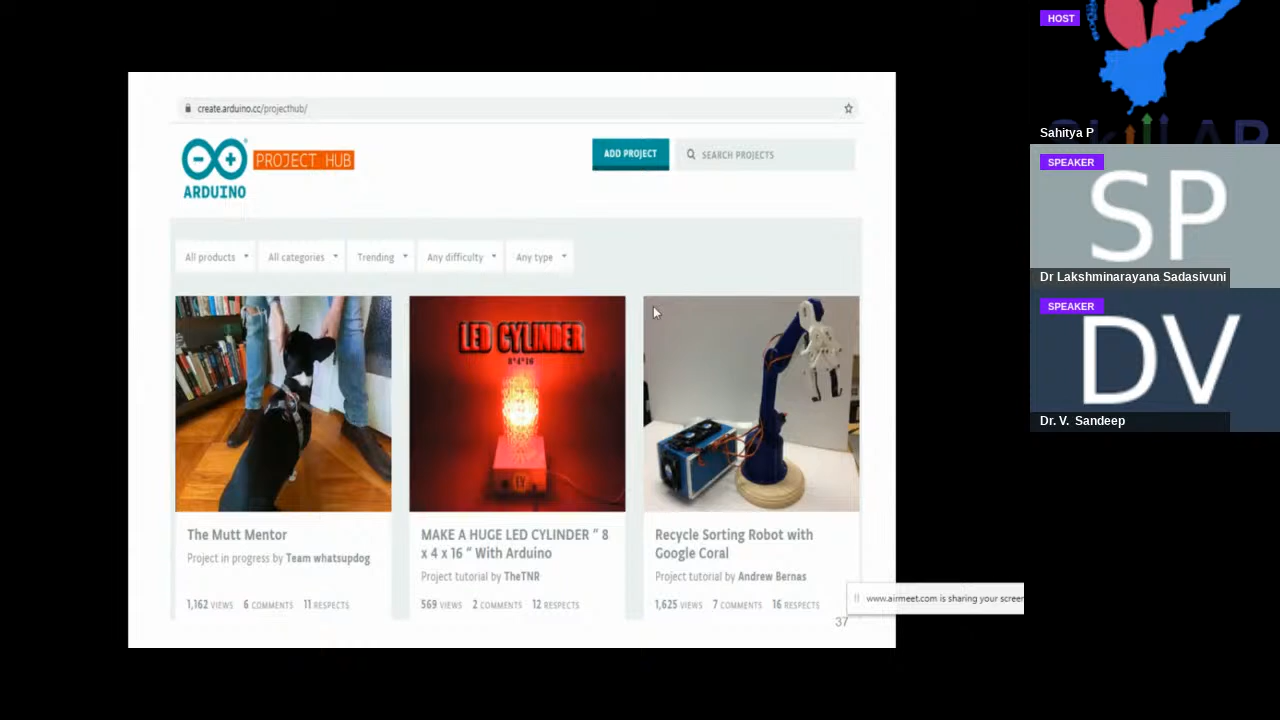 create.arduino.cc/projecthub/
ARDUINO
PROJECT HUB
ADD PROJECT
SEARCH PROJECTS
All products
All categories
Trending
Any difficulty
Any type
LED CYLINDER
8*4*16
The Mutt Mentor
Project in progress by Team whatsupdog
1,162 VIEWS 6 COMMENTS 11 RESPECTS
MAKE A HUGE LED CYLINDER " 8
x 4 x 16 " With Arduino
Project tutorial by TheTNR
569 VIEWS 2 COMMENTS 12 RESPECTS
Recycle Sorting Robot with
Google Coral
Project tutorial by Andrew Bernas
1,625 VIEWS 7 COMMENTS 16 RESPECTS
www.airmeet.com is sharing your screen
37
HOST
Sahitya P
SPEAKER
SP
Dr Lakshminarayana Sadasivuni
SPEAKER
DV
Dr. V. Sandeep